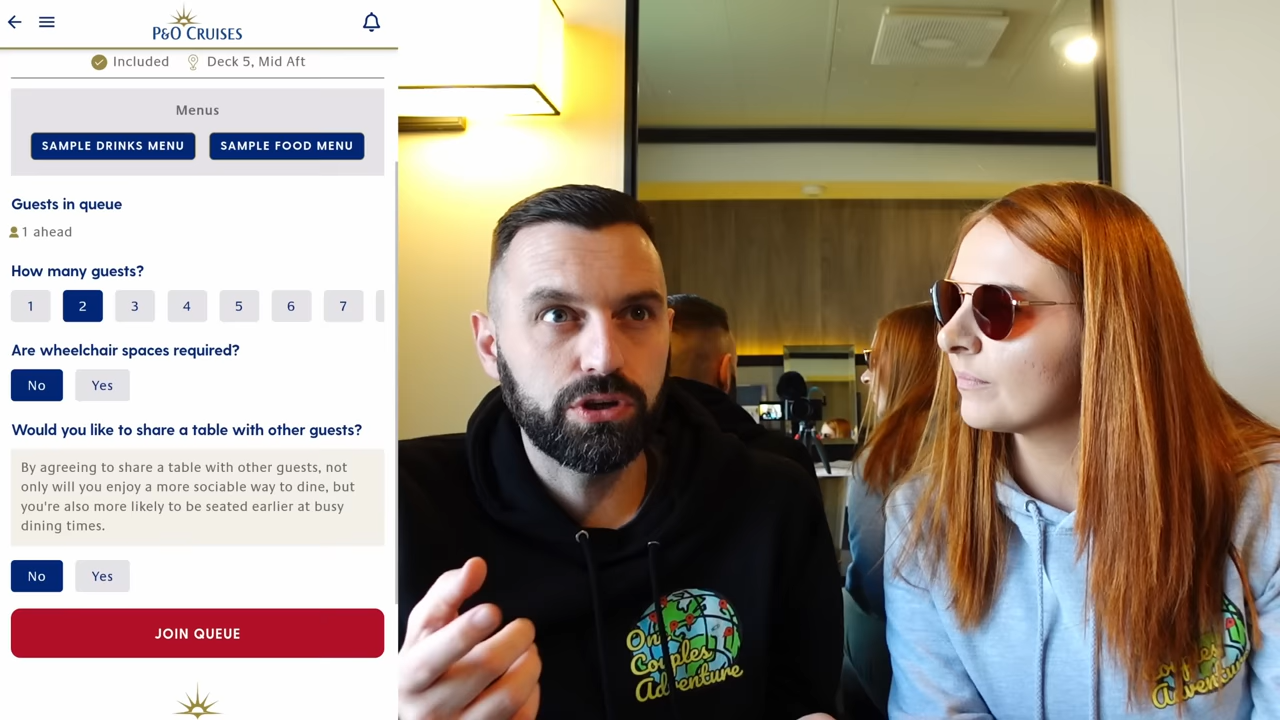 P&O CRUISES
Included Deck 5, Mid Aft
Menus
SAMPLE DRINKS MENU SAMPLE FOOD MENU
Guests in queue
1 ahead
How many guests?
1 2 3 4 5 6 7
Are wheelchair spaces required?
No Yes
Would you like to share a table with other guests?
By agreeing to share a table with other guests, not
only will you enjoy a more sociable way to dine, but
you're also more likely to be seated earlier at busy
dining times.
No Yes
JOIN QUEUE
One
Couples
Adventure